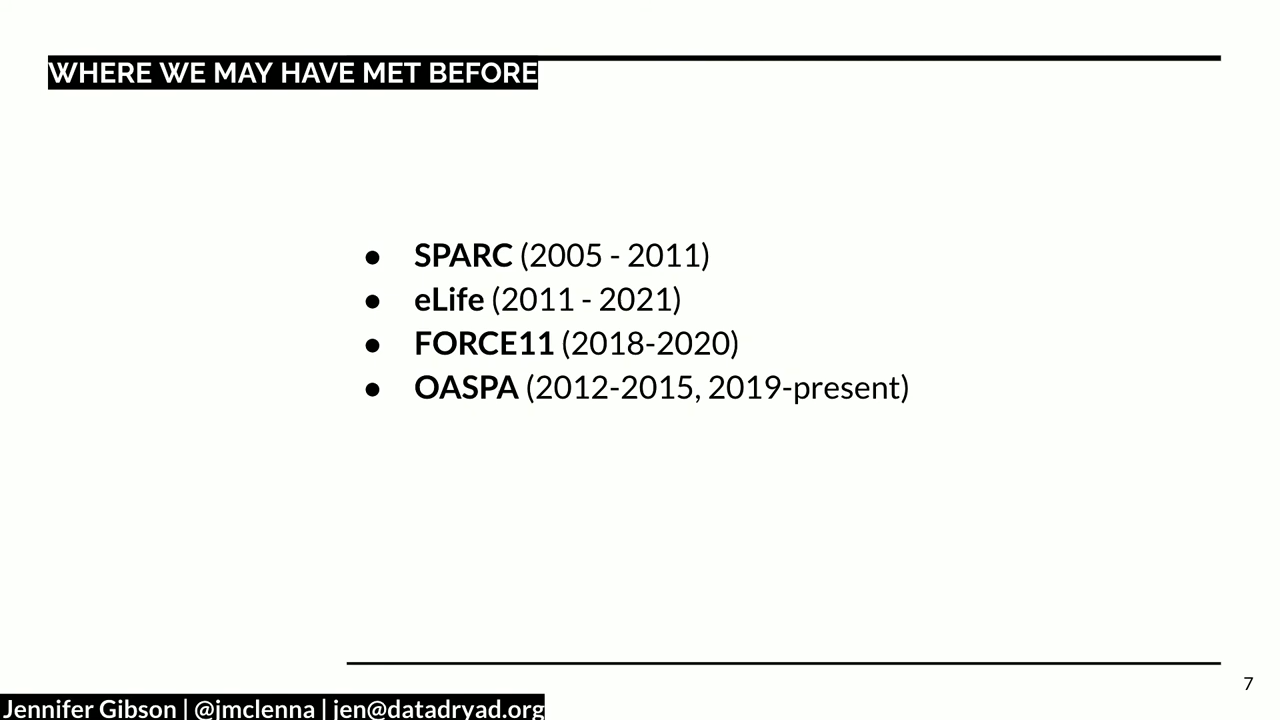 WHERE WE MAY HAVE MET BEFORE
● SPARC (2005 - 2011)
● eLife (2011 - 2021)
● FORCE11 (2018-2020)
● OASPA (2012-2015, 2019-present)
7
Jennifer Gibson | @jmclenna | jen@datadryad.org